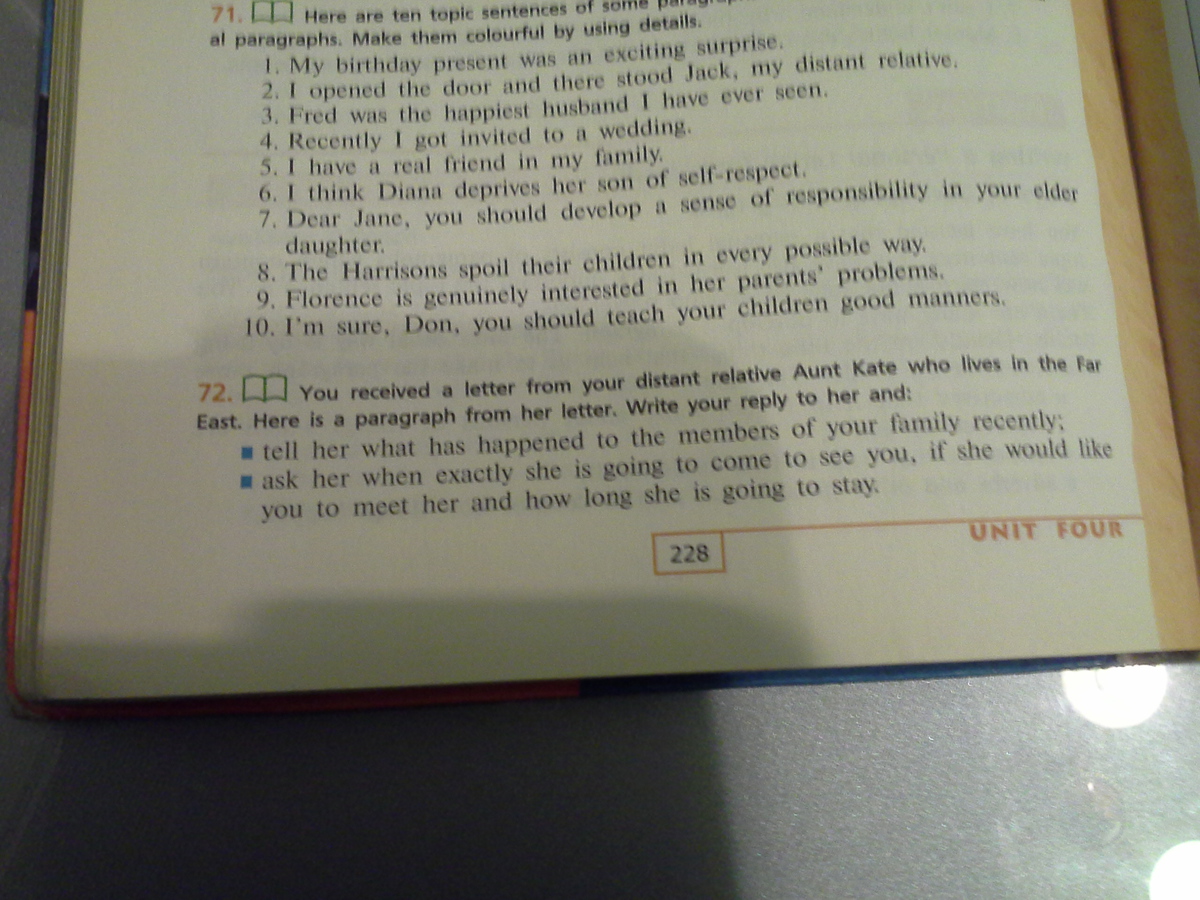 71. Here are ten topic sentences of some
al paragraphs. Make them colourful by using details.
1. My birthday present was an exciting surprise.
2. I opened the door and there stood Jack, my distant relative.
3. Fred was the happiest husband I have ever seen.
4. Recently I got invited to a wedding.
5. I have a real friend in my family.
6. I think Diana deprives her son of self-respect.
7. Dear Jane, you should develop a sense of responsibility in your elder
daughter.
8. The Harrisons spoil their children in every possible way.
9. Florence is genuinely interested in her parents' problems.
10. I'm sure, Don, you should teach your children good manners.
72. You received a letter from your distant relative Aunt Kate who lives in the Far
East. Here is a paragraph from her letter. Write your reply to her and:
■ tell her what has happened to the members of your family recently;
■ ask her when exactly she is going to come to see you, if she would like
you to meet her and how long she is going to stay.
UNIT FOUR
228